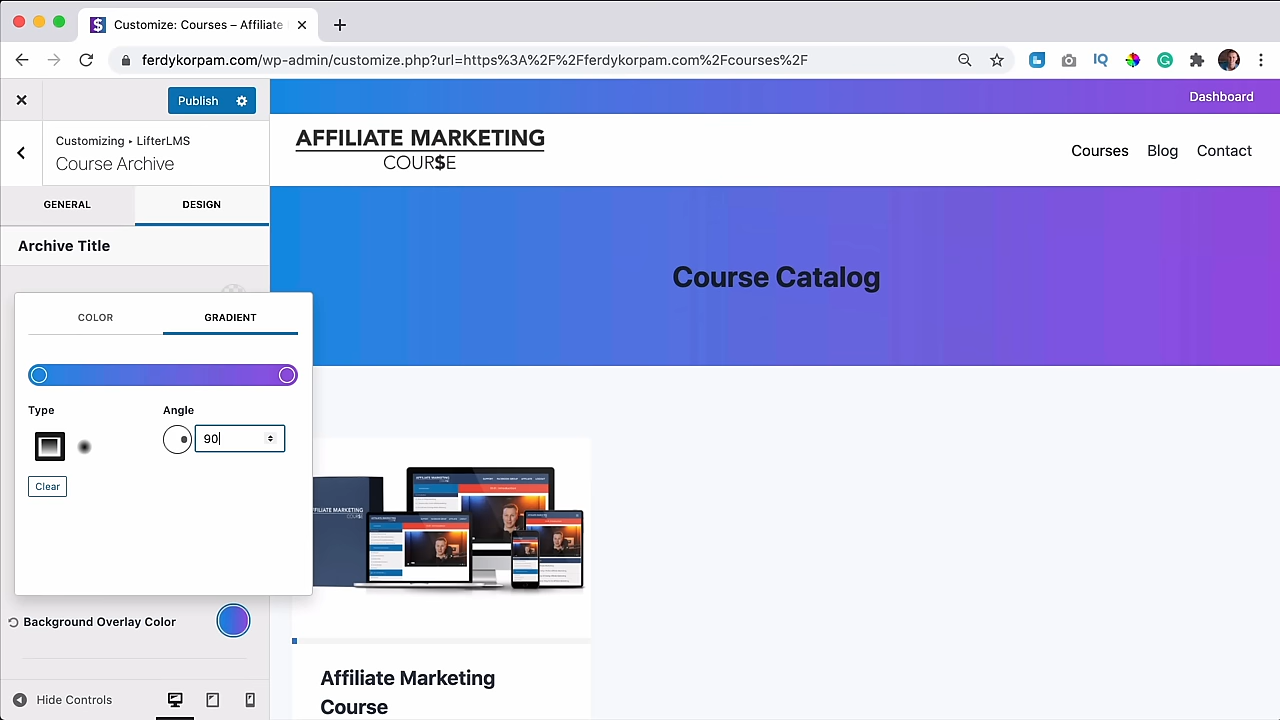 Customize: Courses – Affiliate
ferdykorpam.com/wp-admin/customize.php?url=https%3A%2F%2Fferdykorpam.com%2Fcourses%2F
IQ
Publish
Dashboard
Customizing ▸ LifterLMS
Course Archive
AFFILIATE MARKETING
COUR$E
Courses
Blog
Contact
GENERAL
DESIGN
Archive Title
Course Catalog
COLOR
GRADIENT
Type
Angle
90
Clear
Background Overlay Color
Affiliate Marketing
Course
Hide Controls